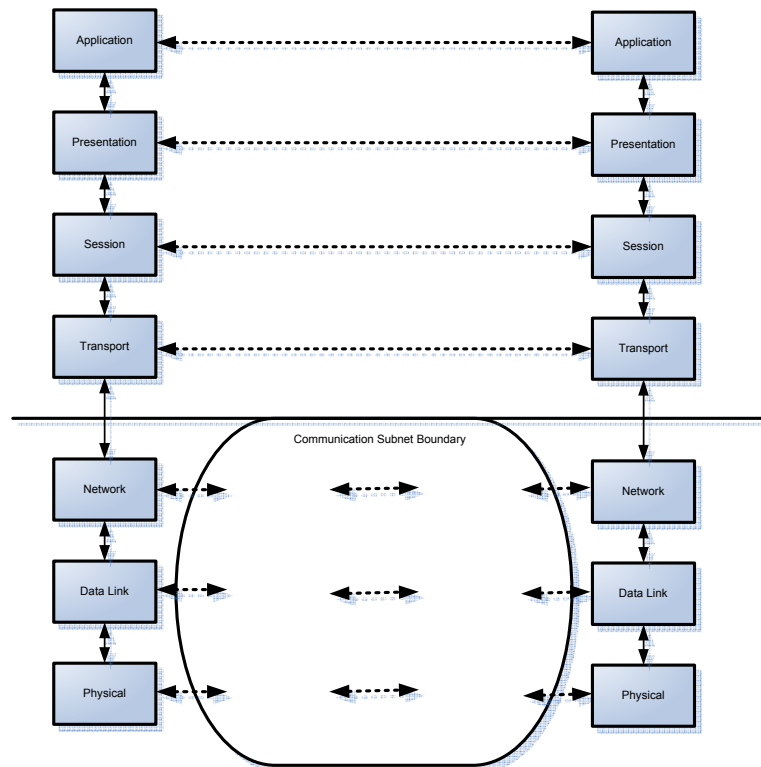 Application
Application
Presentation
Presentation
Session
Session
Transport
Transport
Communication Subnet Boundary
Network
Network
Data Link
Data Link
Physical
Physical